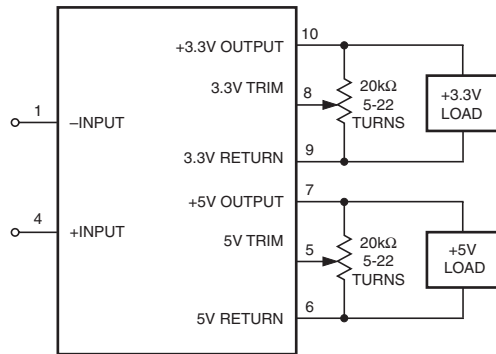 +3.3V OUTPUT
10
3.3V TRIM
8
20kΩ
5-22
TURNS
+3.3V
LOAD
1
–INPUT
3.3V RETURN
9
+5V OUTPUT
7
4
+INPUT
5V TRIM
5
20kΩ
5-22
TURNS
+5V
LOAD
5V RETURN
6